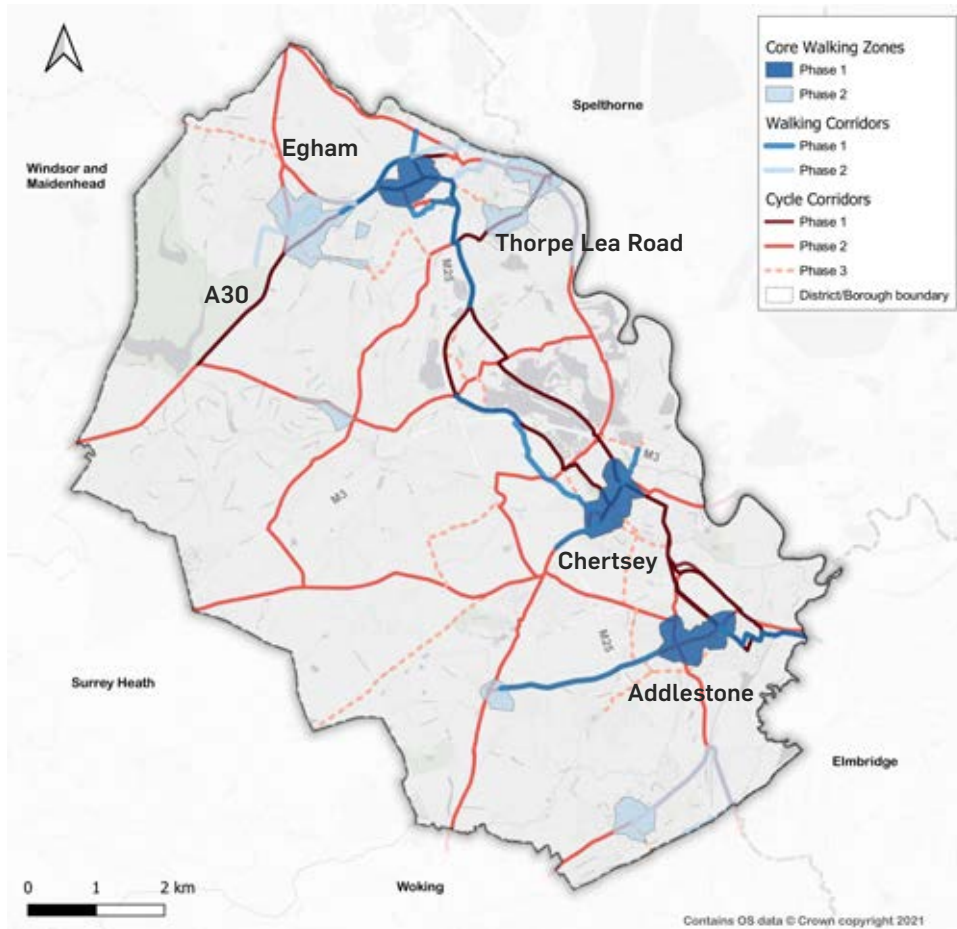 Core Walking Zones
Phase 1
Phase 2
Walking Corridors
Phase 1
Phase 2
Cycle Corridors
Phase 1
Phase 2
Phase 3
District/Borough boundary
Spelthorne
Egham
Windsor and
Maidenhead
Thorpe Lea Road
M25
A30
M3
M3
Chertsey
M25
Surrey Heath
Addlestone
Elmbridge
Woking
0 1 2 km
Contains OS data © Crown copyright 2021